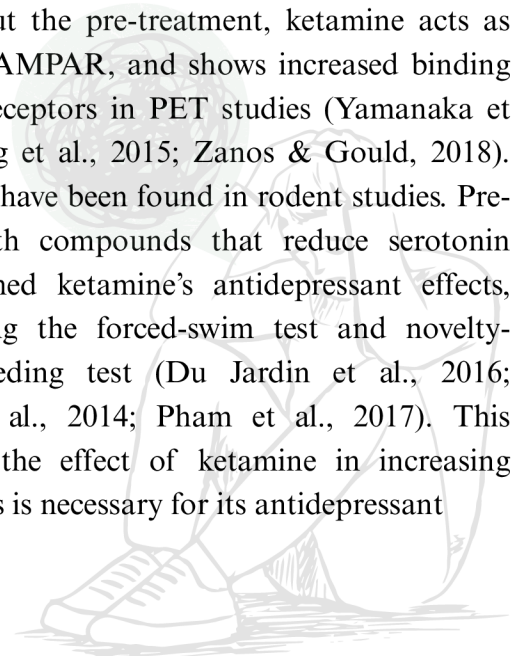 ut the pre-treatment, ketamine acts as
AMPAR, and shows increased binding
eceptors in PET studies (Yamanaka et
g et al., 2015; Zanos & Gould, 2018).
have been found in rodent studies. Pre-
th compounds that reduce serotonin
ned ketamine’s antidepressant effects,
ng the forced-swim test and novelty-
eding test (Du Jardin et al., 2016;
al., 2014; Pham et al., 2017). This
the effect of ketamine in increasing
s is necessary for its antidepressant